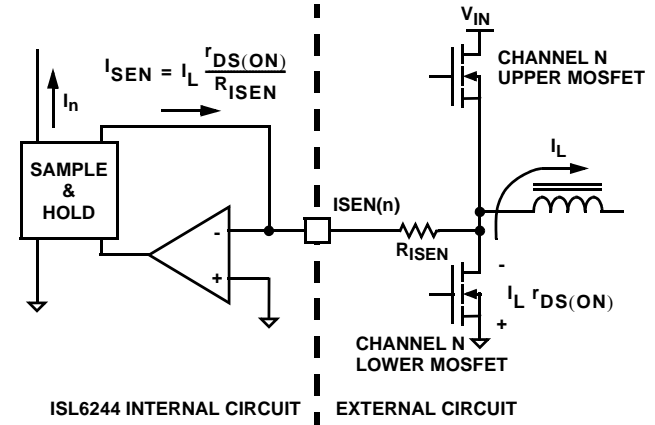 V_IN
CHANNEL N
UPPER MOSFET
I_SEN = I_L r_DS(ON) / R_ISEN
I_n
SAMPLE
&
HOLD
I_L
ISEN(n)
R_ISEN
-
+
-
I_L r_DS(ON)
+
CHANNEL N
LOWER MOSFET
ISL6244 INTERNAL CIRCUIT
EXTERNAL CIRCUIT